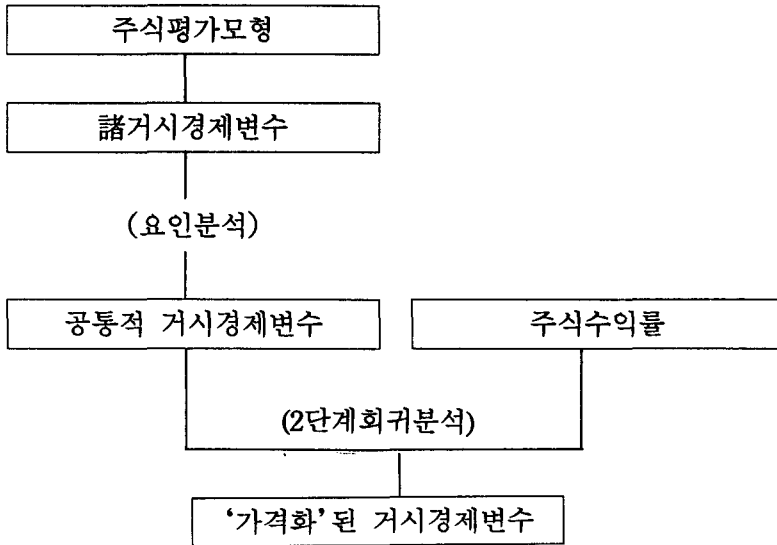 주식평가모형
諸거시경제변수
(요인분석)
공통적 거시경제변수
주식수익률
(2단계회귀분석)
‘가격화’된 거시경제변수